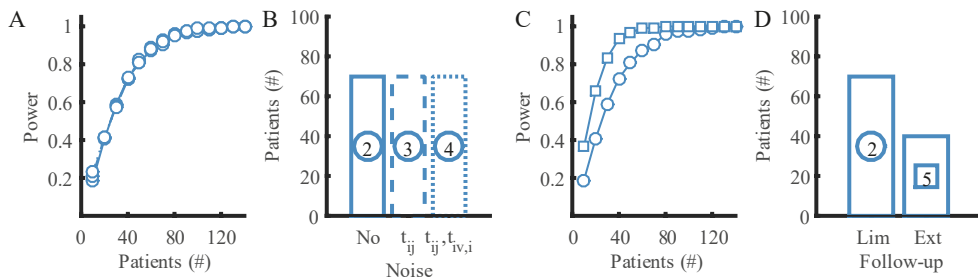 A
Power
1
0.8
0.6
0.4
0.2
0 40 80 120
Patients (#)
B
Patients (#)
100
80
60
40
20
0
2 3 4
No t_ij t_ij,t_iv,i
Noise
C
Power
1
0.8
0.6
0.4
0.2
0 40 80 120
Patients (#)
D
Patients (#)
100
80
60
40
20
0
2
5
Lim Ext
Follow-up